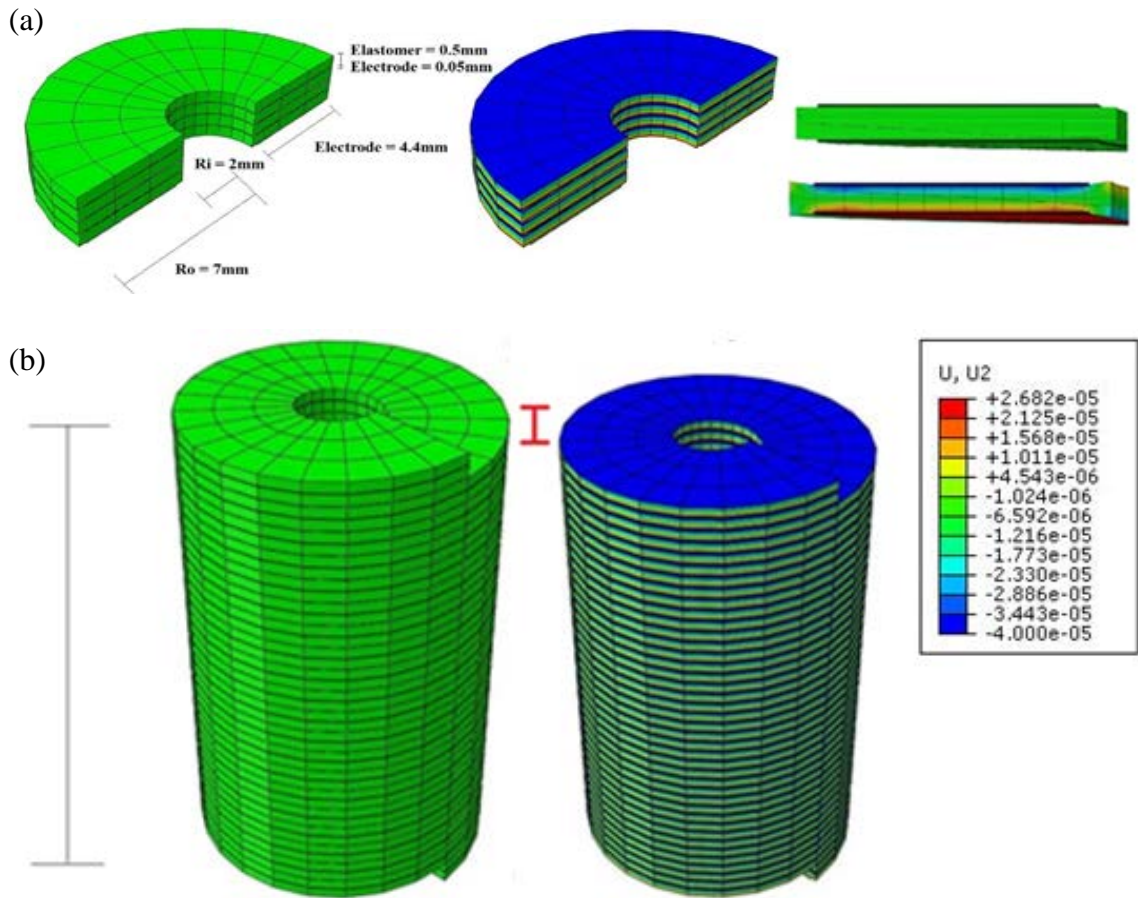 (a)
Elastomer = 0.5mm
Electrode = 0.05mm
Electrode = 4.4mm
Ri = 2mm
Ro = 7mm
(b)
U, U2
+2.682e-05
+2.125e-05
+1.568e-05
+1.011e-05
+4.543e-06
-1.024e-06
-6.592e-06
-1.216e-05
-1.773e-05
-2.330e-05
-2.886e-05
-3.443e-05
-4.000e-05